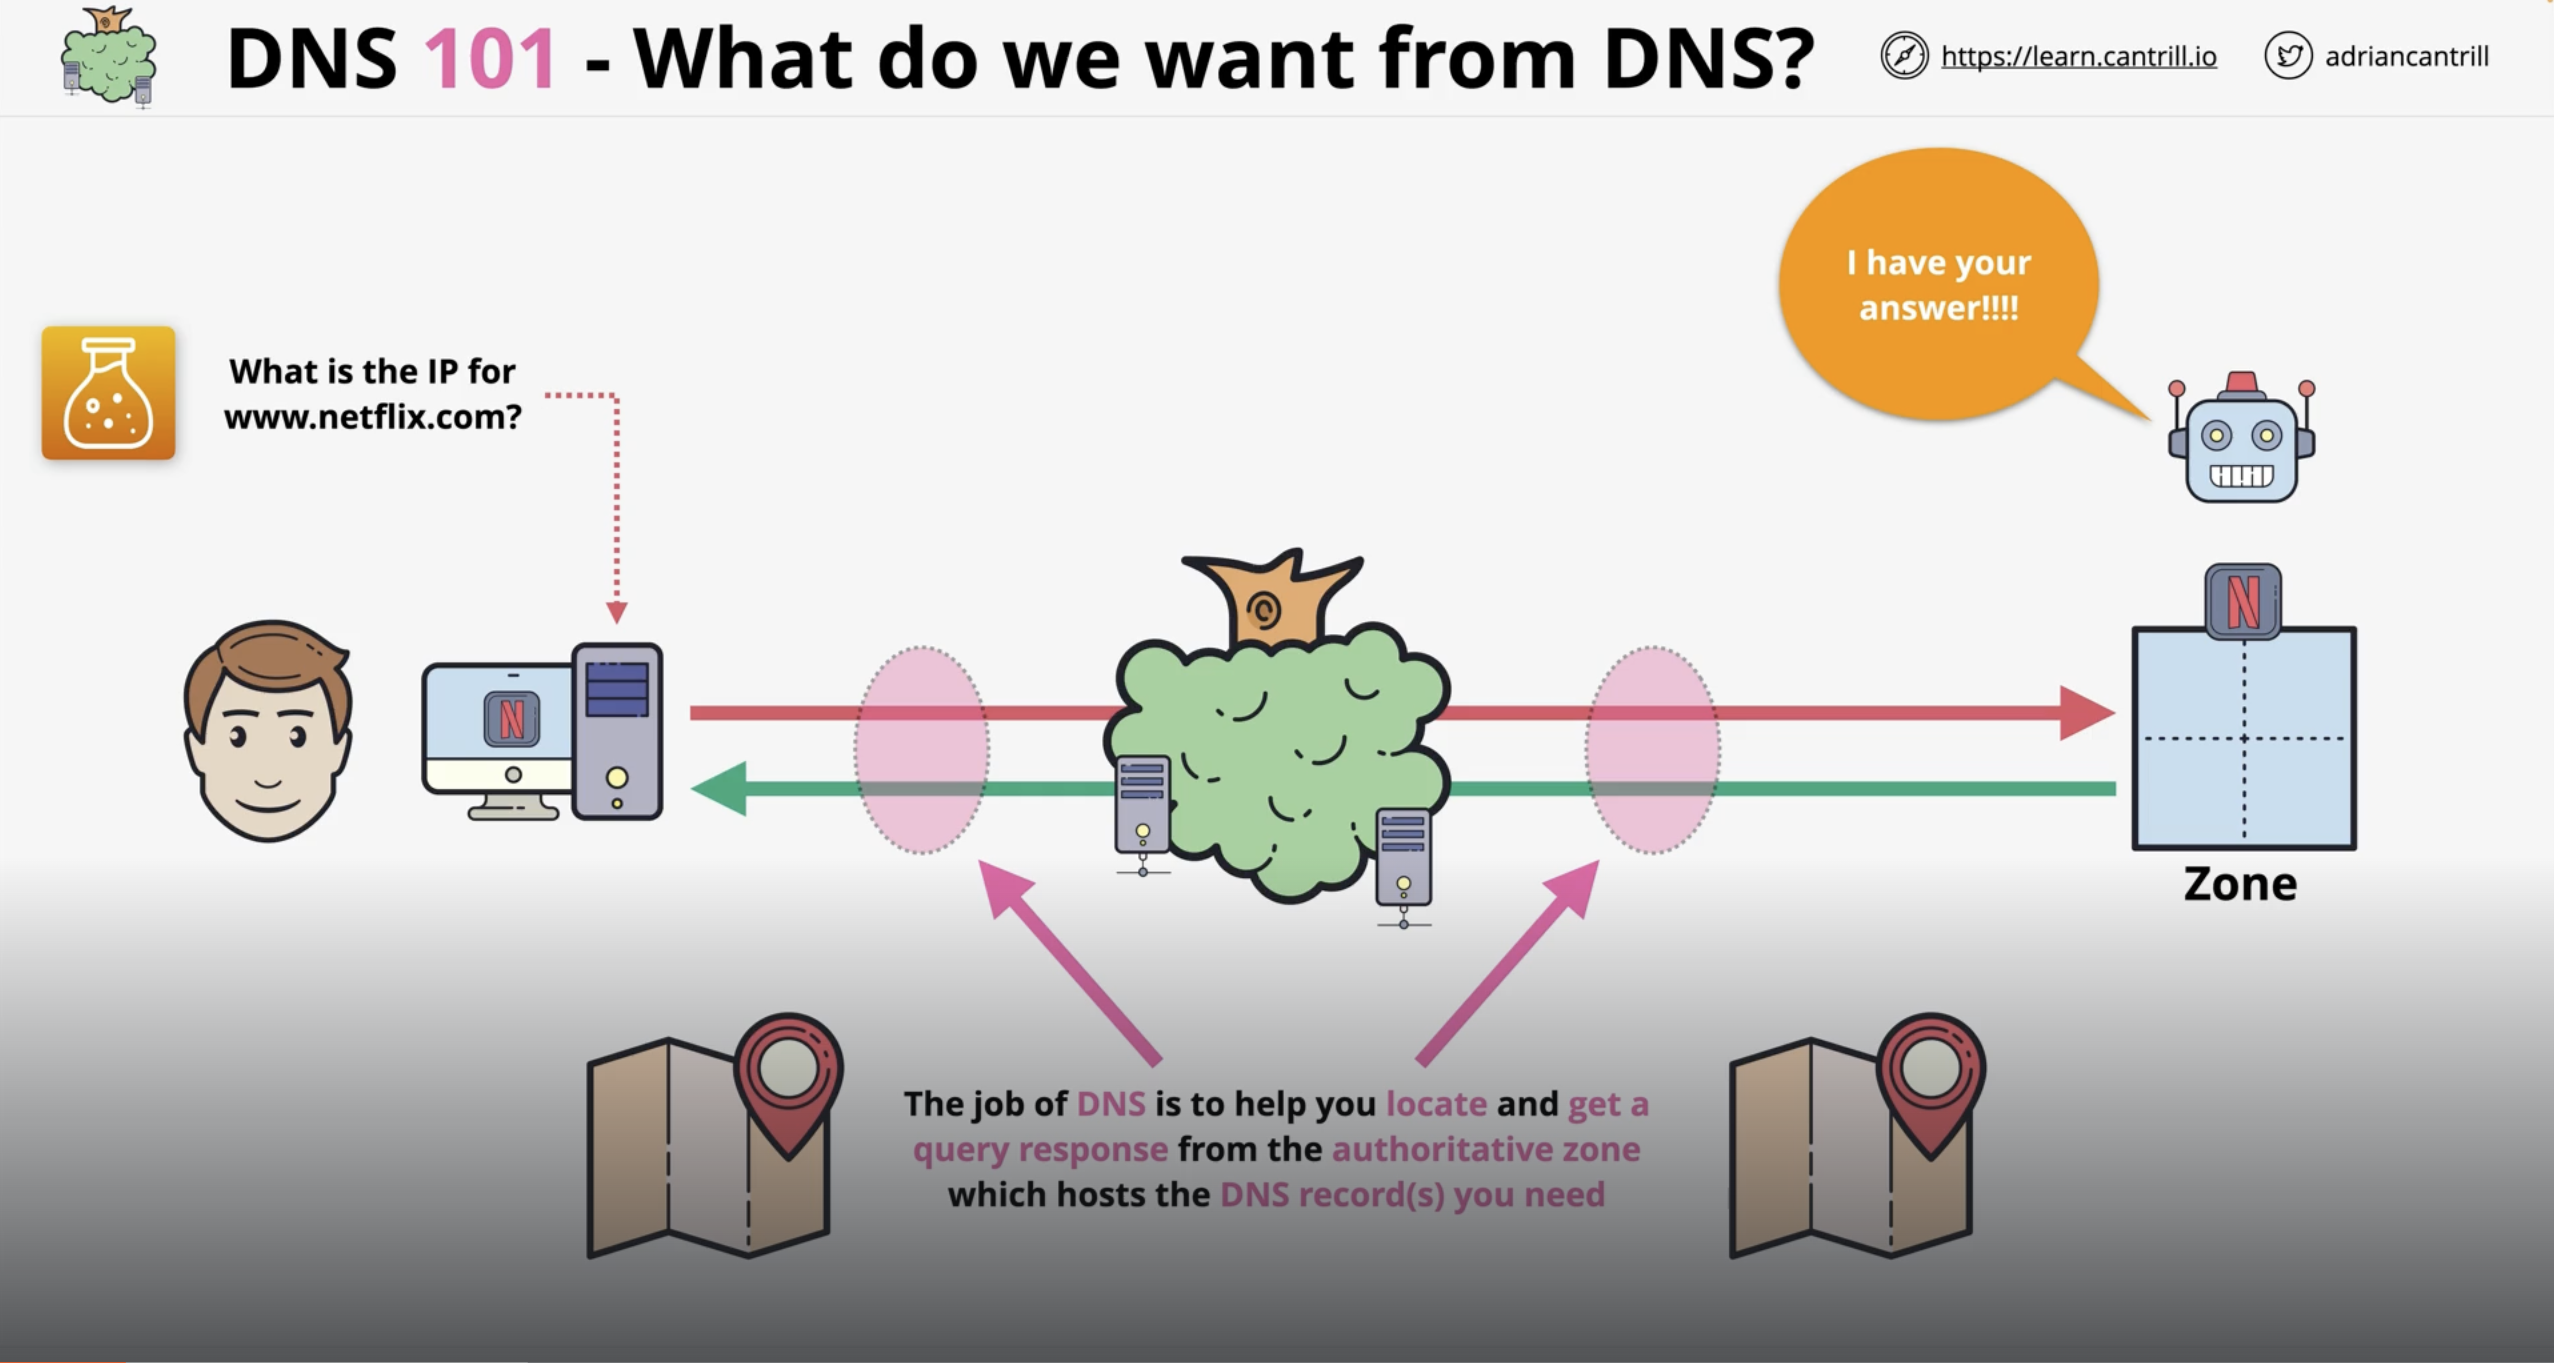 DNS 101 - What do we want from DNS?
https://learn.cantrill.io
adriancantrill
I have your
answer!!!!
What is the IP for
www.netflix.com?
N
N
Zone
The job of DNS is to help you locate and get a
query response from the authoritative zone
which hosts the DNS record(s) you need